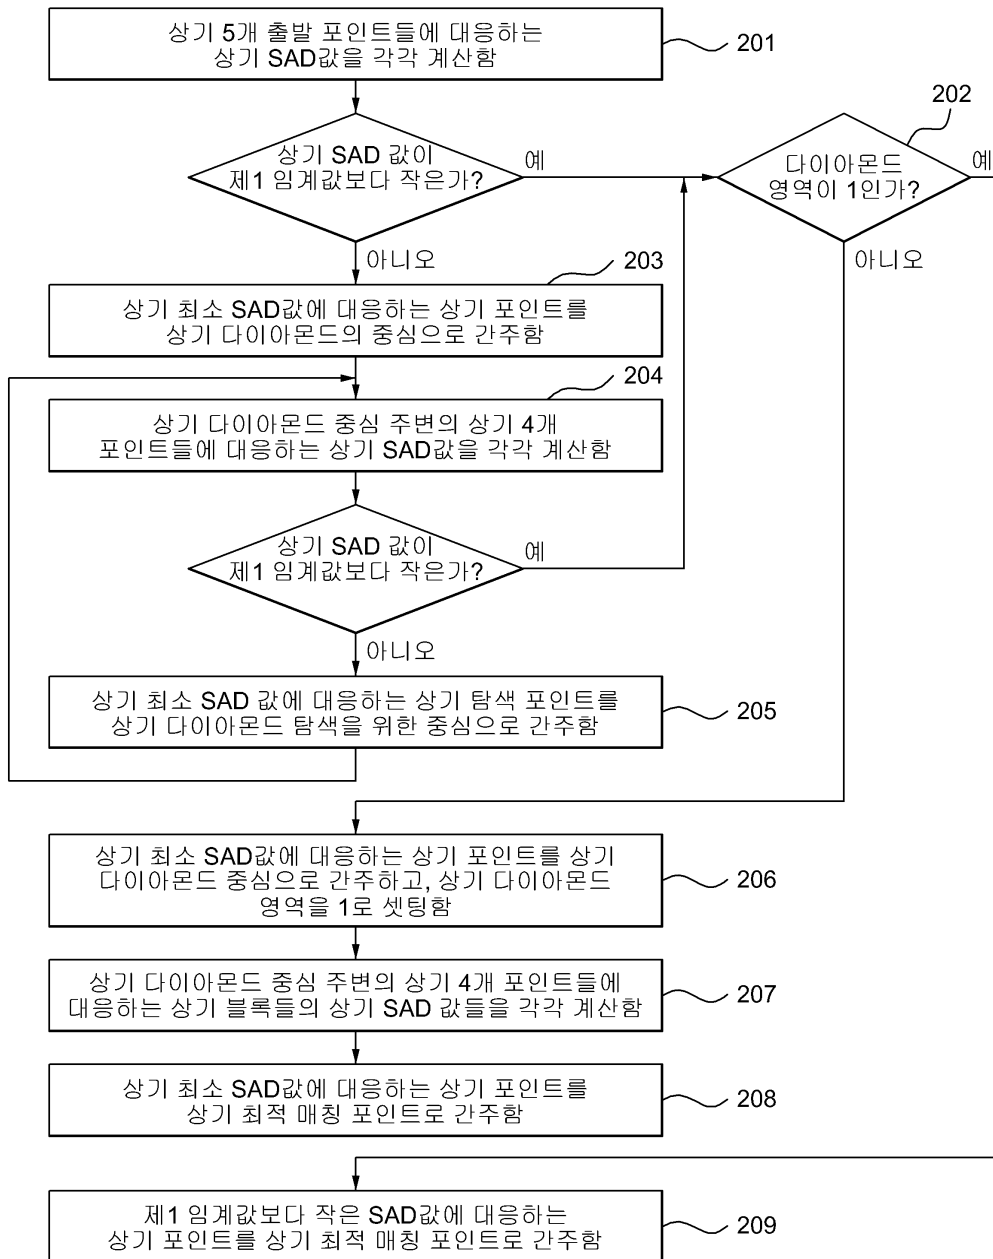 상기 5개 출발 포인트들에 대응하는
상기 SAD값을 각각 계산함
201
상기 SAD 값이
제1 임계값보다 작은가?
예
아니오
202
다이아몬드
영역이 1인가?
예
아니오
203
상기 최소 SAD값에 대응하는 상기 포인트를
상기 다이아몬드의 중심으로 간주함
204
상기 다이아몬드 중심 주변의 상기 4개
포인트들에 대응하는 상기 SAD값을 각각 계산함
상기 SAD 값이
제1 임계값보다 작은가?
예
아니오
상기 최소 SAD 값에 대응하는 상기 탐색 포인트를
상기 다이아몬드 탐색을 위한 중심으로 간주함
205
상기 최소 SAD값에 대응하는 상기 포인트를 상기
다이아몬드 중심으로 간주하고, 상기 다이아몬드
영역을 1로 셋팅함
206
상기 다이아몬드 중심 주변의 상기 4개 포인트들에
대응하는 상기 블록들의 상기 SAD 값들을 각각 계산함
207
상기 최소 SAD값에 대응하는 상기 포인트를
상기 최적 매칭 포인트로 간주함
208
제1 임계값보다 작은 SAD값에 대응하는
상기 포인트를 상기 최적 매칭 포인트로 간주함
209